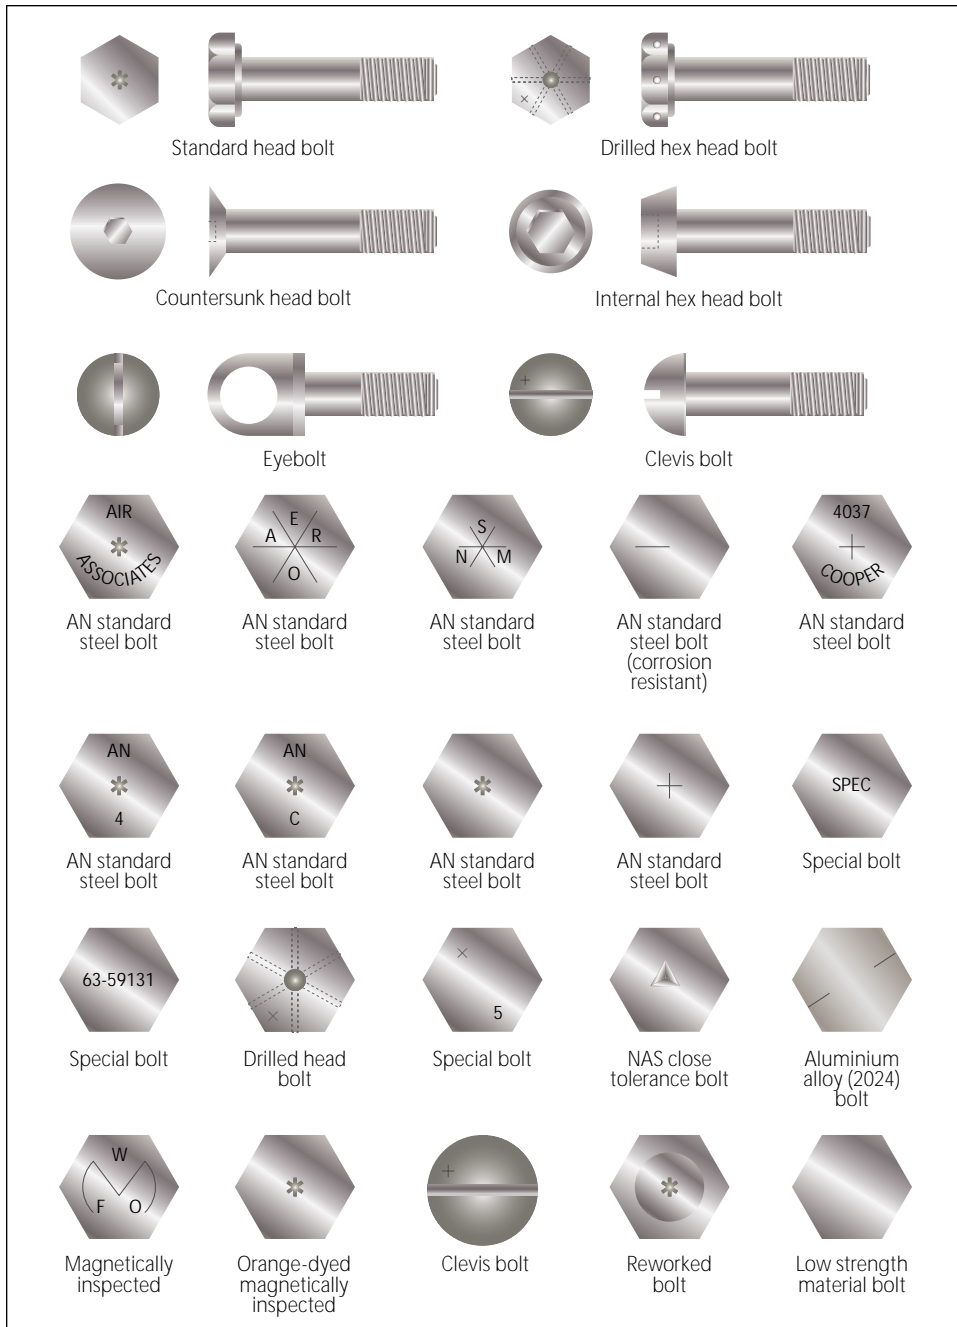 Standard head bolt
Drilled hex head bolt
Countersunk head bolt
Internal hex head bolt
Eyebolt
Clevis bolt
AIR
ASSOCIATES
A E R O
N S M
4037
COOPER
AN standard
steel bolt
AN standard
steel bolt
AN standard
steel bolt
AN standard
steel bolt
(corrosion
resistant)
AN standard
steel bolt
AN
4
AN
C
SPEC
AN standard
steel bolt
AN standard
steel bolt
AN standard
steel bolt
AN standard
steel bolt
Special bolt
63-59131
5
Special bolt
Drilled head
bolt
Special bolt
NAS close
tolerance bolt
Aluminium
alloy (2024)
bolt
W
F O
Magnetically
inspected
Orange-dyed
magnetically
inspected
Clevis bolt
Reworked
bolt
Low strength
material bolt